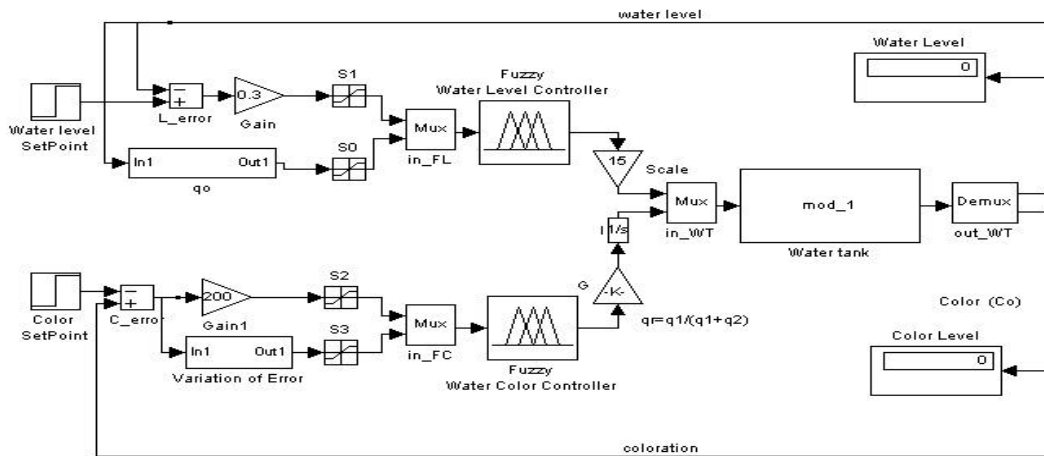 water level
Water Level
0
Water level
SetPoint
−
+
L_error
0.3
Gain
S1
Mux
in_FL
Fuzzy
Water Level Controller
In1
Out1
qo
S0
15
Scale
Mux
in_WT
mod_1
Water tank
Demux
out_WT
I
1/s
G
-K-
qr=q1/(q1+q2)
Color
SetPoint
−
+
C_error
200
Gain1
S2
In1
Out1
Variation of Error
S3
Mux
in_FC
Fuzzy
Water Color Controller
Color (Co)
Color Level
0
coloration